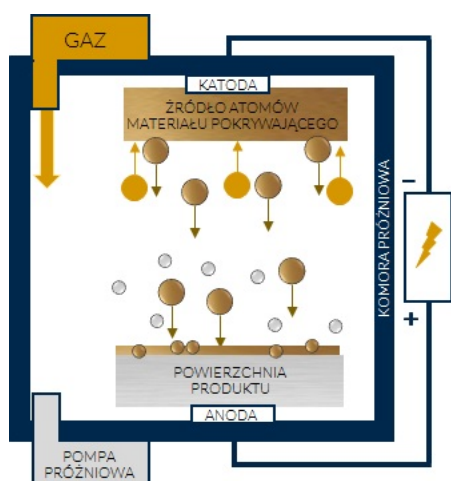 GAZ
KATODA
ŹRÓDŁO ATOMÓW
MATERIAŁU POKRYWAJĄCEGO
KOMORA PRÓŻNIOWA
–
+
POWIERZCHNIA
PRODUKTU
ANODA
POMPA
PRÓŻNIOWA